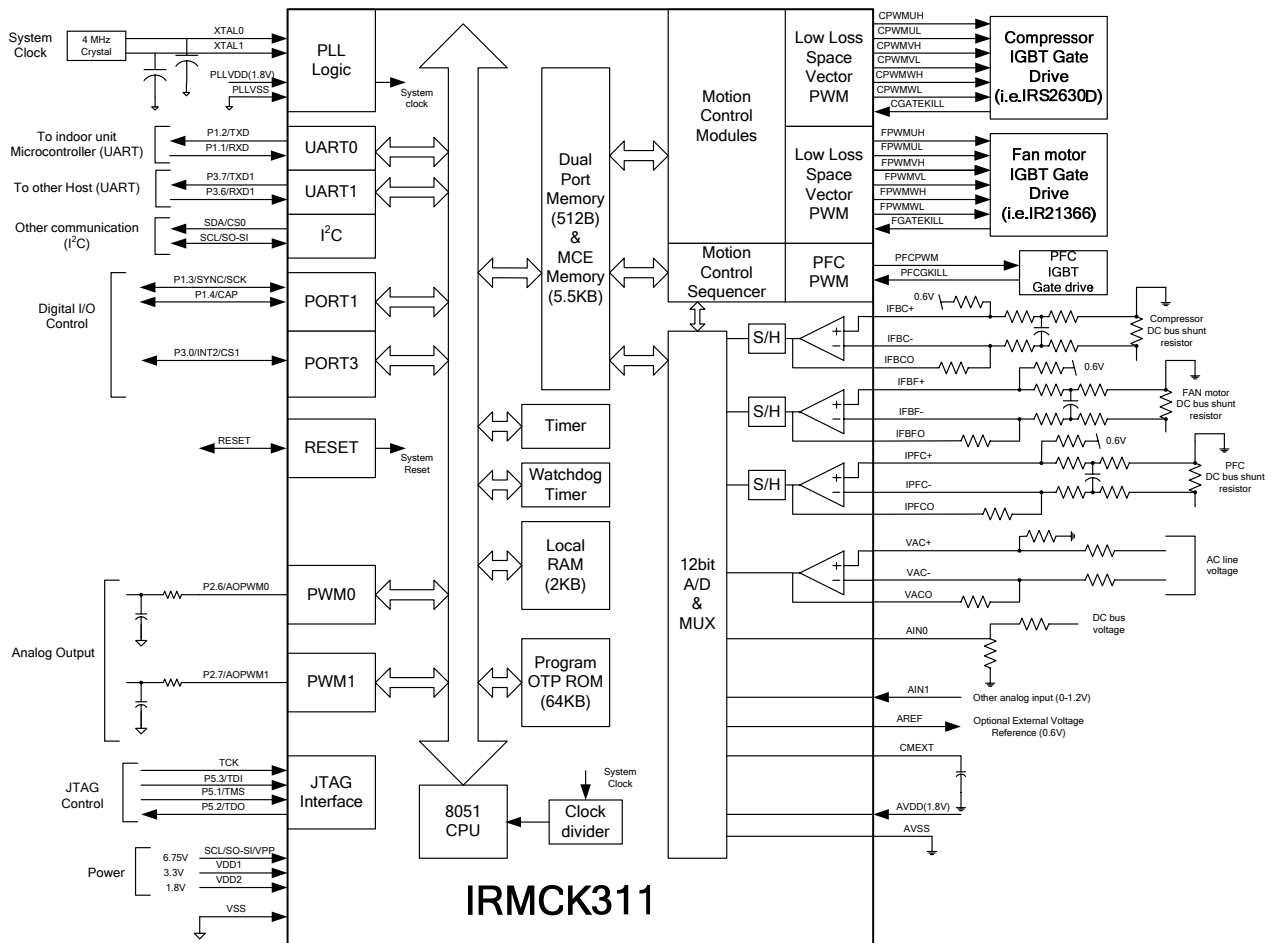 System
Clock
4 MHz
Crystal
XTAL0
XTAL1
PLLVDD(1.8V)
PLLVSS
PLL
Logic
System
clock
To indoor unit
Microcontroller (UART)
P1.2/TXD
P1.1/RXD
UART0
To other Host (UART)
P3.7/TXD1
P3.6/RXD1
UART1
Other communication
(I²C)
SDA/CS0
SCL/SO-SI
I²C
Digital I/O
Control
P1.3/SYNC/SCK
P1.4/CAP
PORT1
P3.0/INT2/CS1
PORT3
RESET
RESET
System
Reset
Analog Output
P2.6/AOPWM0
PWM0
P2.7/AOPWM1
PWM1
JTAG
Control
TCK
P5.3/TDI
P5.1/TMS
P5.2/TDO
JTAG
Interface
Power
6.75V
SCL/SO-SI/VPP
3.3V
VDD1
1.8V
VDD2
VSS
Dual
Port
Memory
(512B)
&
MCE
Memory
(5.5KB)
Timer
Watchdog
Timer
Local
RAM
(2KB)
Program
OTP ROM
(64KB)
8051
CPU
System
Clock
Clock
divider
IRMCK311
Motion
Control
Modules
Motion
Control
Sequencer
Low Loss
Space
Vector
PWM
Low Loss
Space
Vector
PWM
PFC
PWM
CPWMUH
CPWMUL
CPWMVH
CPWMVL
CPWMWH
CPWMWL
CGATEKILL
Compressor
IGBT Gate
Drive
(i.e.IRS2630D)
FPWMUH
FPWMUL
FPWMVH
FPWMVL
FPWMWH
FPWMWL
FGATEKILL
Fan motor
IGBT Gate
Drive
(i.e.IR21366)
PFCPWM
PFCGKILL
PFC
IGBT
Gate drive
12bit
A/D
&
MUX
S/H
IFBC+
IFBC-
IFBCO
0.6V
Compressor
DC bus shunt
resistor
S/H
IFBF+
IFBF-
IFBFO
0.6V
FAN motor
DC bus shunt
resistor
S/H
IPFC+
IPFC-
IPFCO
0.6V
PFC
DC bus shunt
resistor
VAC+
VAC-
VACO
AC line
voltage
AIN0
DC bus
voltage
AIN1
Other analog input (0-1.2V)
AREF
Optional External Voltage
Reference (0.6V)
CMEXT
AVDD(1.8V)
AVSS